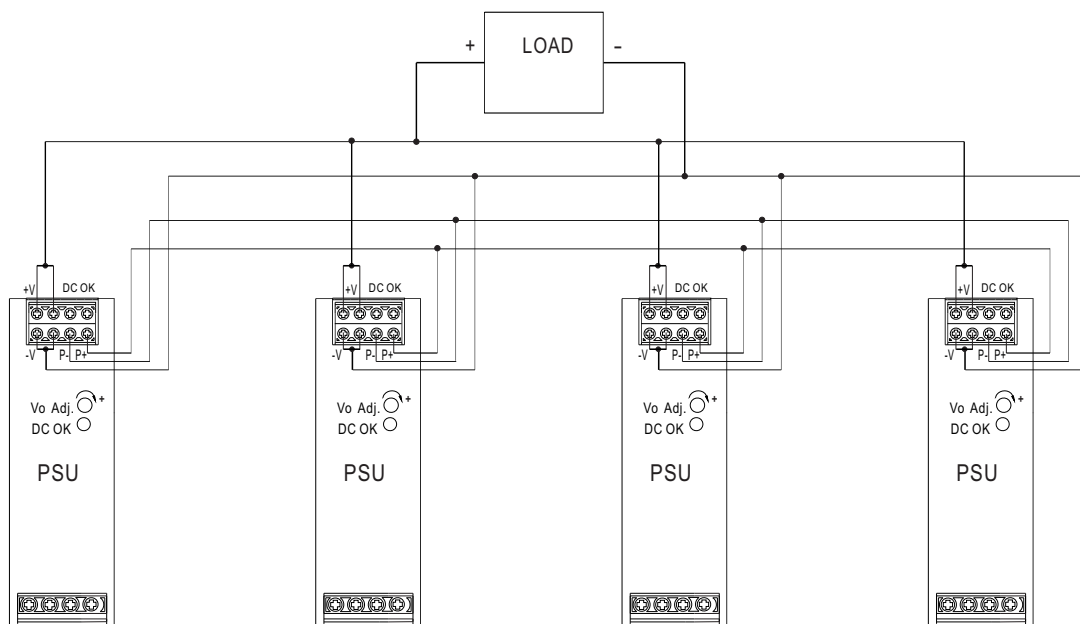 + LOAD -
+V DC OK
+V DC OK
+V DC OK
+V DC OK
-V P- P+
-V P- P+
-V P- P+
-V P- P+
Vo Adj. +
DC OK
PSU
Vo Adj. +
DC OK
PSU
Vo Adj. +
DC OK
PSU
Vo Adj. +
DC OK
PSU